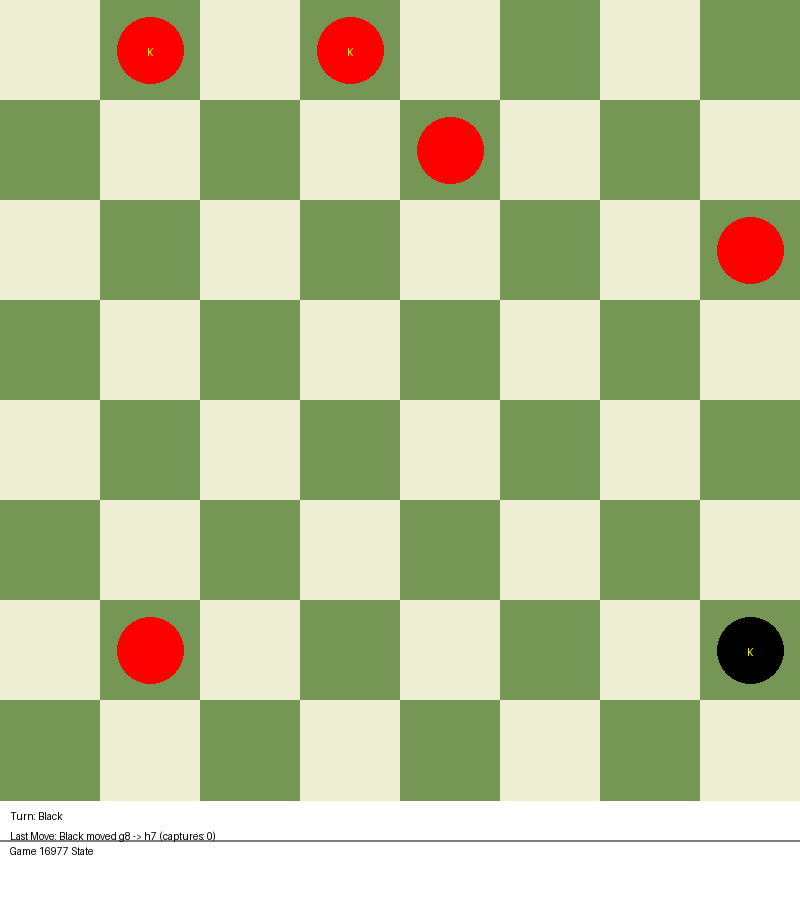 K K
K
Turn: Black
Last Move: Black moved g8 -> h7 (captures: 0)
Game 16977 State